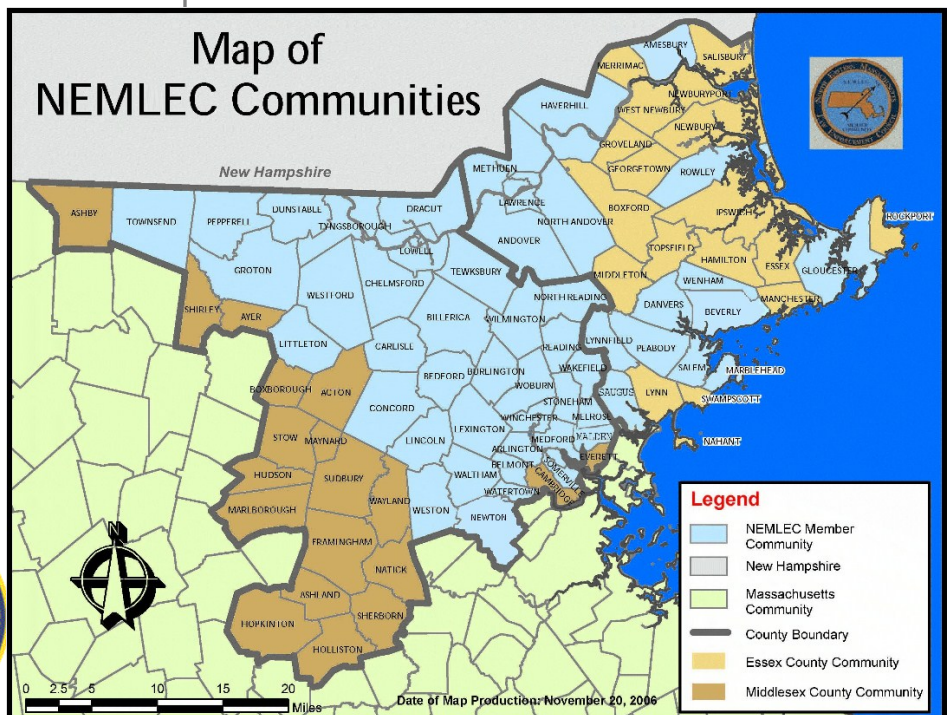 Map of
NEMLEC Communities
New Hampshire
AMESBURY
SALISBURY
MERRIMAC
HAVERHILL
NEWBURYPORT
WEST NEWBURY
NEWBURY
GROVELAND
METHUEN
GEORGETOWN
ROWLEY
LAWRENCE
ASHBY
TOWNSEND
PEPPERELL
DUNSTABLE
DRACUT
TYNGSBOROUGH
NORTH ANDOVER
BOXFORD
IPSWICH
ROCKPORT
LOWELL
ANDOVER
TOPSFIELD
HAMILTON
ESSEX
GLOUCESTER
GROTON
CHELMSFORD
TEWKSBURY
MIDDLETON
WENHAM
WESTFORD
NORTH READING
DANVERS
MANCHESTER
SHIRLEY
AYER
BILLERICA
WILMINGTON
BEVERLY
LITTLETON
CARLISLE
READING
LYNNFIELD
PEABODY
BEDFORD
BURLINGTON
WAKEFIELD
SALEM
MARBLEHEAD
BOXBOROUGH
ACTON
WOBURN
STONEHAM
SAUGUS
LYNN
SWAMPSCOTT
CONCORD
LEXINGTON
WINCHESTER
MELROSE
STOW
MAYNARD
LINCOLN
ARLINGTON
MEDFORD
MALDEN
NAHANT
HUDSON
SUDBURY
BELMONT
SOMERVILLE
EVERETT
WALTHAM
CAMBRIDGE
MARLBOROUGH
WAYLAND
WESTON
WATERTOWN
NEWTON
FRAMINGHAM
NATICK
ASHLAND
HOPKINTON
SHERBORN
HOLLISTON
N
Legend
NEMLEC Member
Community
New Hampshire
Massachusetts
Community
County Boundary
Essex County Community
Middlesex County Community
0 2.5 5 10 15 20
Miles
Date of Map Production: November 20, 2006